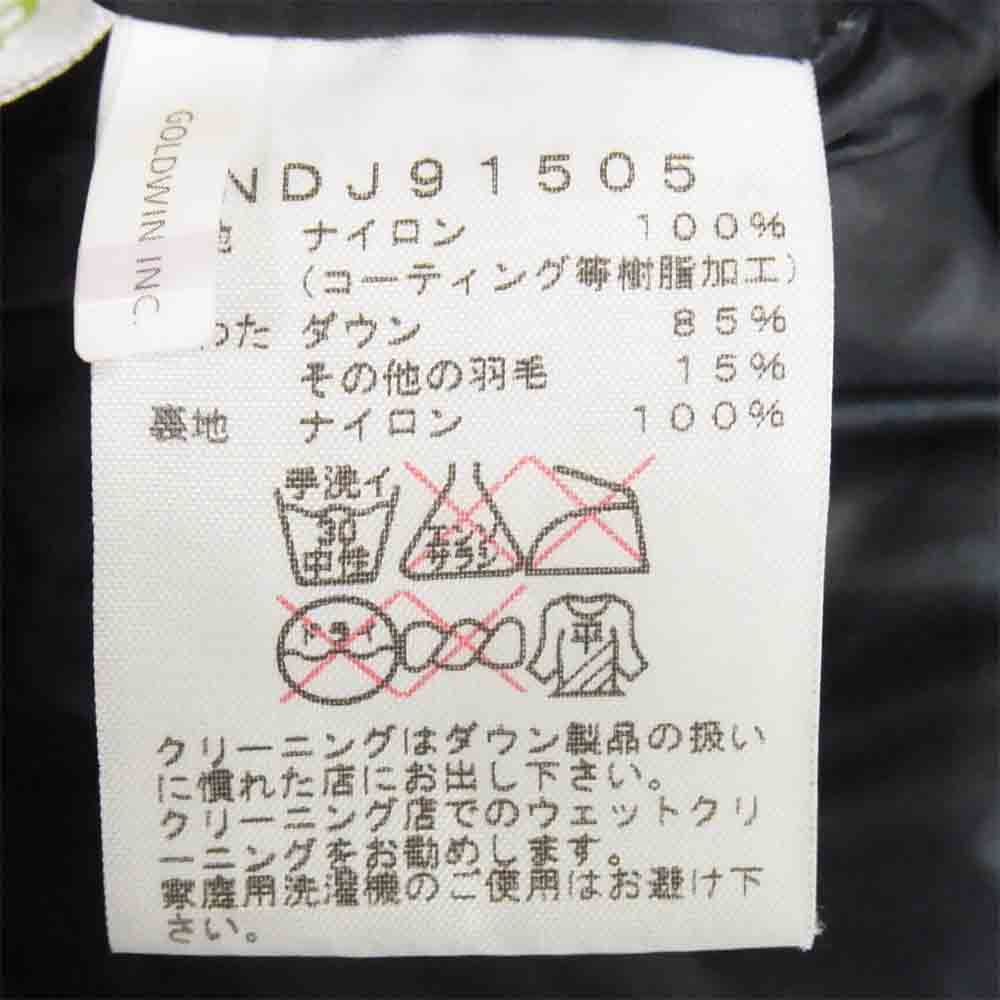 GOLDWIN INC.
NDJ91505
ナイロン 100%
(コーティング等樹脂加工)
わた ダウン 85%
その他の羽毛 15%
裏地 ナイロン 100%
手洗イ
30
中性
エンソ
サラシ
ドライ
平
クリーニングはダウン製品の扱い
に慣れた店にお出し下さい。
クリーニング店でのウェットクリ
ーニングをお勧めします。
家庭用洗濯機のご使用はお避け下
さい。